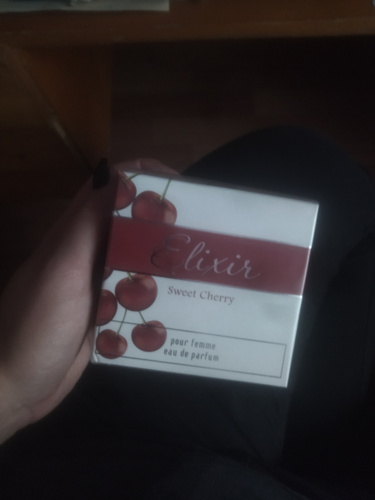 Elixir
Sweet Cherry
pour femme
eau de parfum